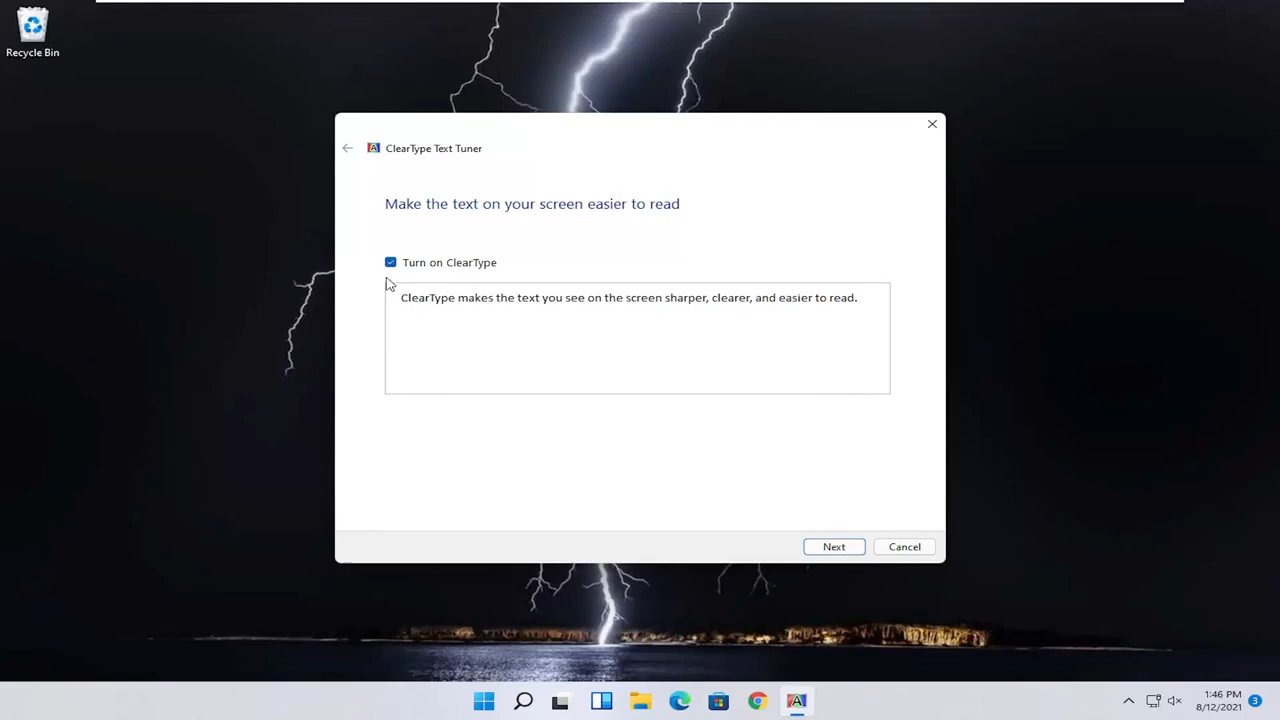 Recycle Bin
ClearType Text Tuner
Make the text on your screen easier to read
Turn on ClearType
ClearType makes the text you see on the screen sharper, clearer, and easier to read.
Next
Cancel
1:46 PM
8/12/2021
3